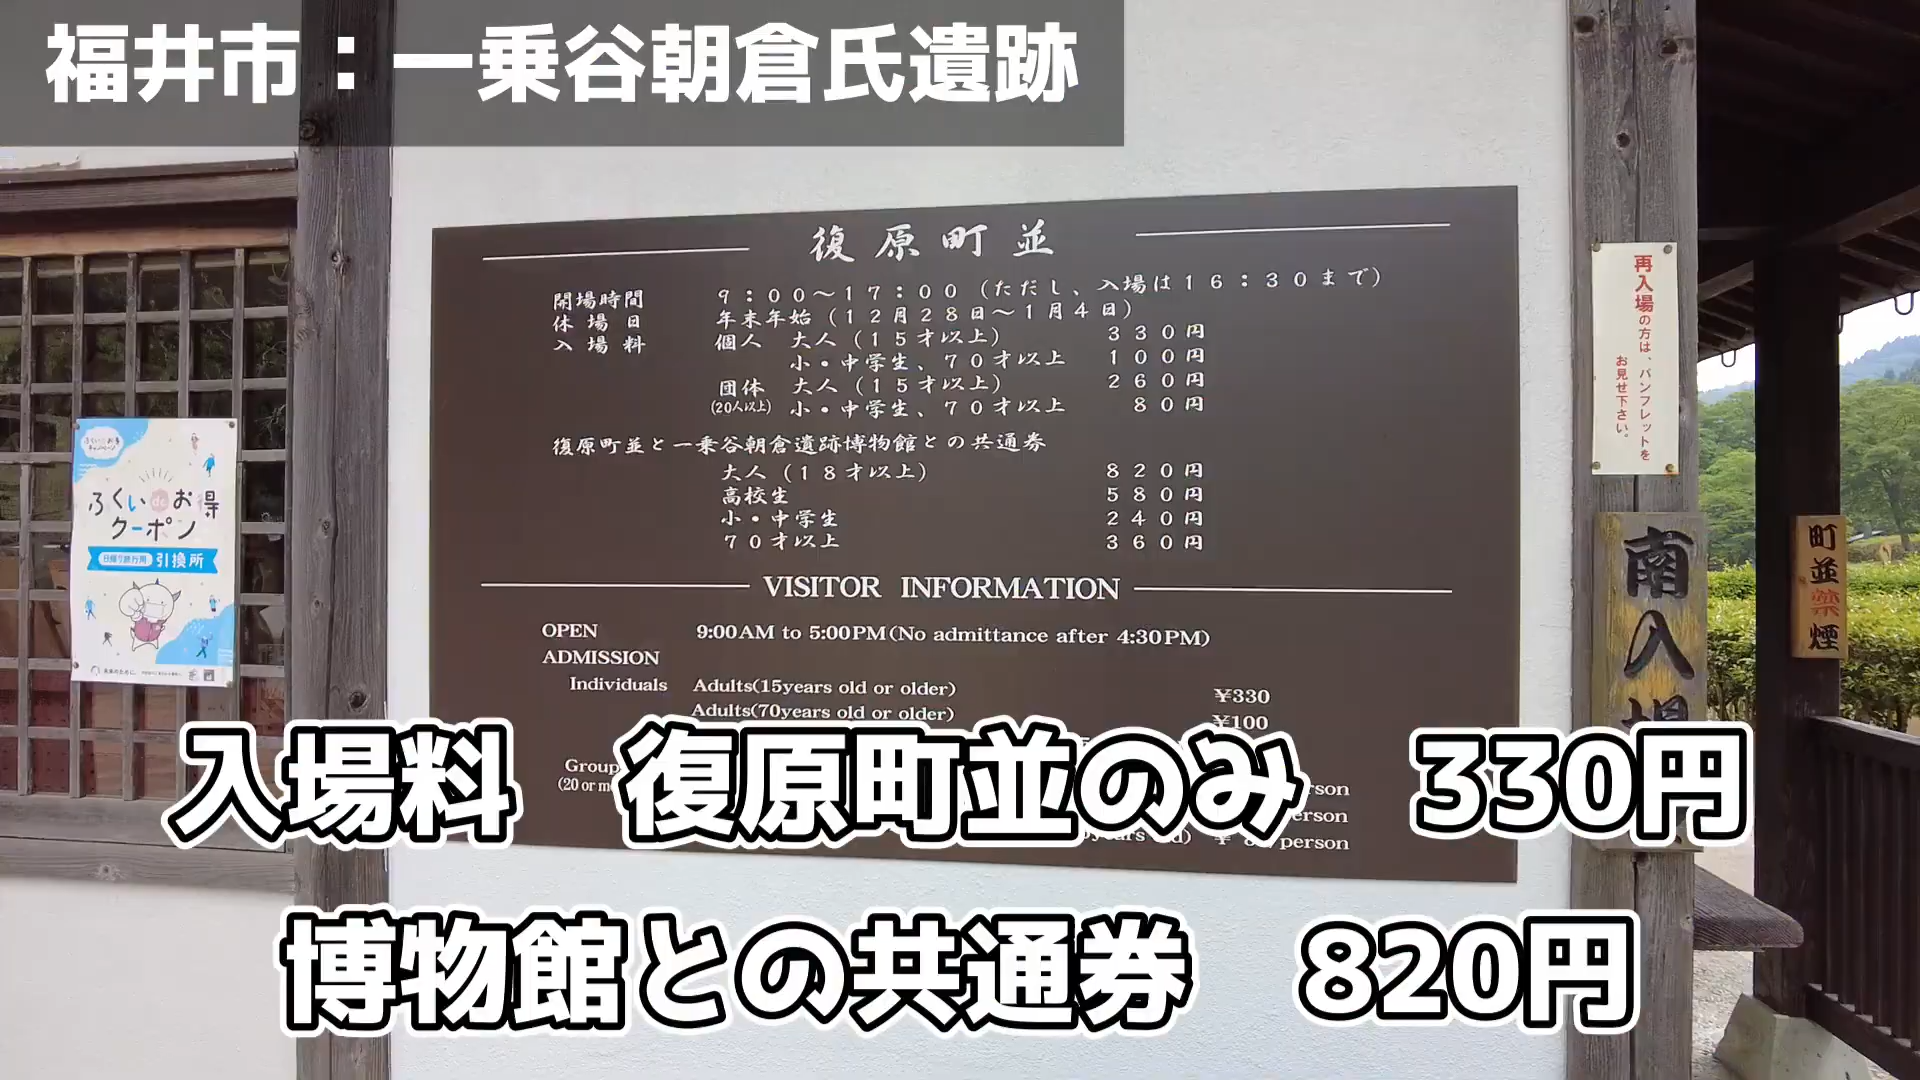 福井市：一乗谷朝倉氏遺跡
復原町並
開場時間 9：00～17：00（ただし、入場は16：30まで）
休場日 年末年始（12月28日～1月4日）
入場料 個人 大人（15才以上） 330円
小・中学生、70才以上 100円
団体 大人（15才以上） 260円
(20人以上) 小・中学生、70才以上 80円
復原町並と一乗谷朝倉遺跡博物館との共通券
大人（18才以上） 820円
高校生 580円
小・中学生 240円
70才以上 360円
VISITOR INFORMATION
OPEN 9:00AM to 5:00PM(No admittance after 4:30PM)
ADMISSION
Individuals Adults(15years old or older) ¥330
Adults(70years old or older) ¥100
Group
(20 or
person
入場料 復原町並のみ 330円
博物館との共通券 820円
再入場の方は、パンフレットを
お見せ下さい。
南入場
町並禁煙
ふくいdeお得
クーポン
日帰り旅行用 引換所